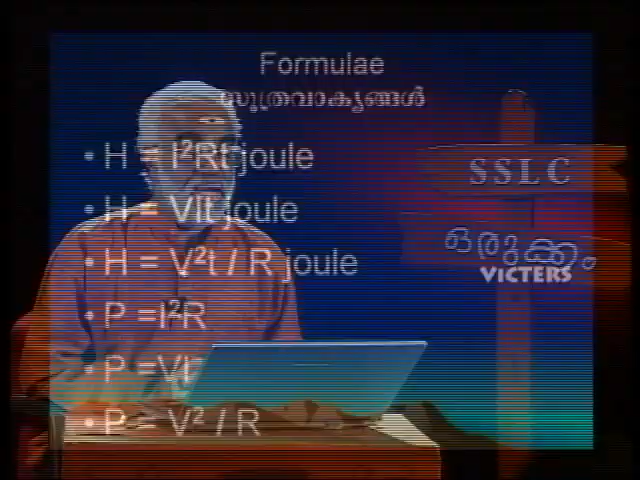 Formulae
സൂത്രവാക്യങ്ങൾ
• H = I²Rt joule
• H = VIt joule
• H = V²t / R joule
• P =I²R
• P =VI
• P = V² / R
SSLC
ഒരുക്കം
VICTERS